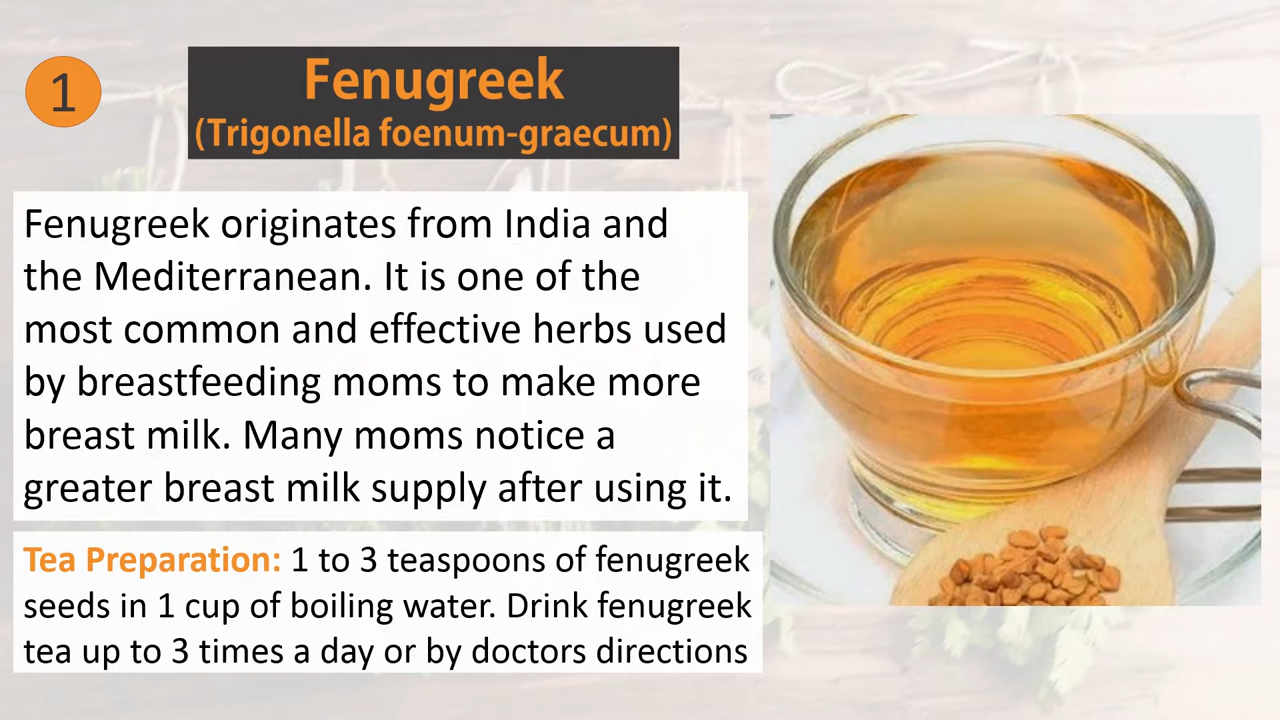 1
Fenugreek
(Trigonella foenum-graecum)
Fenugreek originates from India and
the Mediterranean. It is one of the
most common and effective herbs used
by breastfeeding moms to make more
breast milk. Many moms notice a
greater breast milk supply after using it.
Tea Preparation: 1 to 3 teaspoons of fenugreek
seeds in 1 cup of boiling water. Drink fenugreek
tea up to 3 times a day or by doctors directions